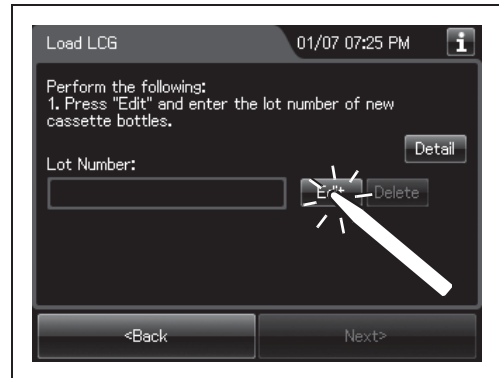 Load LCG
01/07 07:25 PM
i
Perform the following:
1. Press "Edit" and enter the lot number of new
cassette bottles.
Detail
Lot Number:
Edit
Delete
<Back
Next>